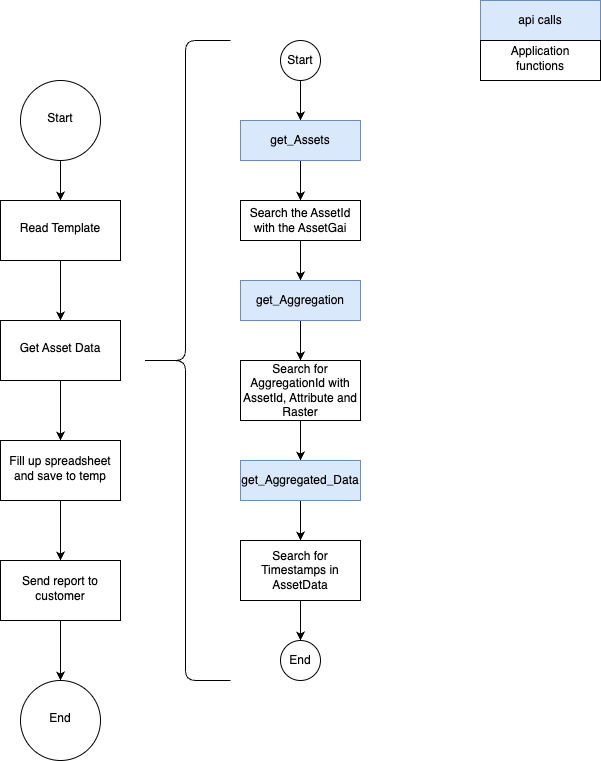 api calls
Application
functions
Start
Read Template
Get Asset Data
Fill up spreadsheet
and save to temp
Send report to
customer
End
Start
get_Assets
Search the AssetId
with the AssetGai
get_Aggregation
Search for
AggregationId with
AssetId, Attribute and
Raster
get_Aggregated_Data
Search for
Timestamps in
AssetData
End